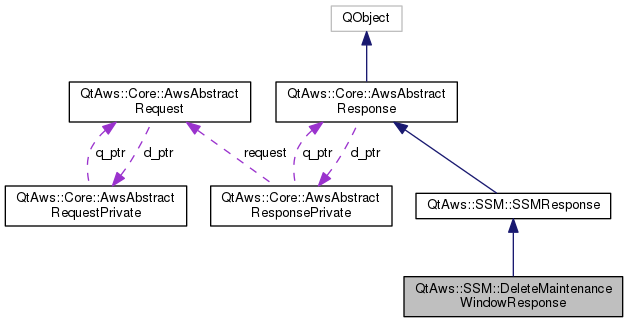 QObject
QtAws::Core::AwsAbstract
Request
QtAws::Core::AwsAbstract
Response
q_ptr
d_ptr
request
q_ptr
d_ptr
QtAws::Core::AwsAbstract
RequestPrivate
QtAws::Core::AwsAbstract
ResponsePrivate
QtAws::SSM::SSMResponse
QtAws::SSM::DeleteMaintenance
WindowResponse